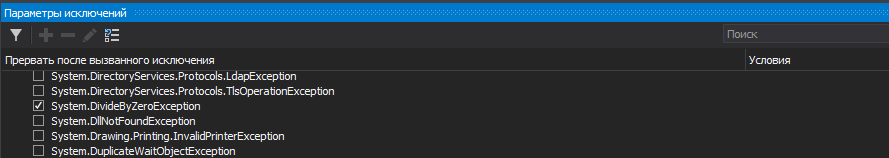 Параметры исключений
Поиск
Прервать после вызванного исключения Условия
System.DirectoryServices.Protocols.LdapException
System.DirectoryServices.Protocols.TlsOperationException
System.DivideByZeroException
System.DllNotFoundException
System.Drawing.Printing.InvalidPrinterException
System.DuplicateWaitObjectException